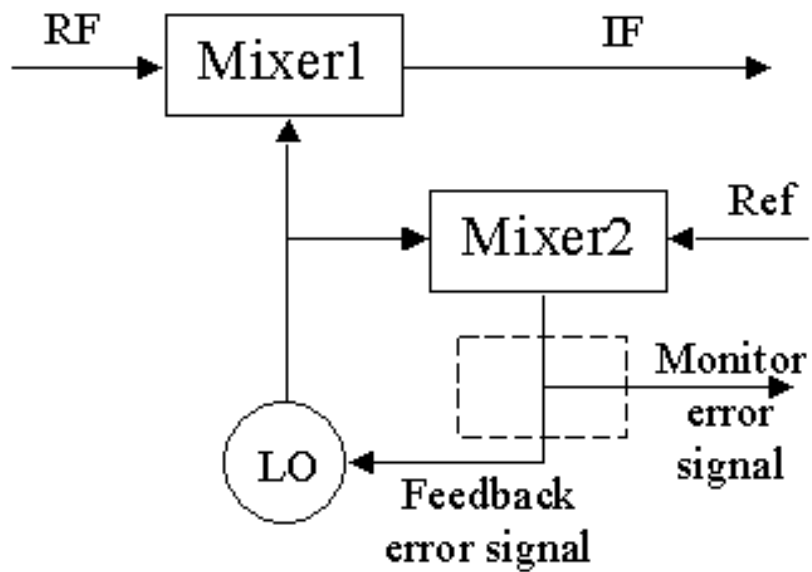 RF
IF
Mixer1
Ref
Mixer2
Monitor
error
signal
LO
Feedback
error signal